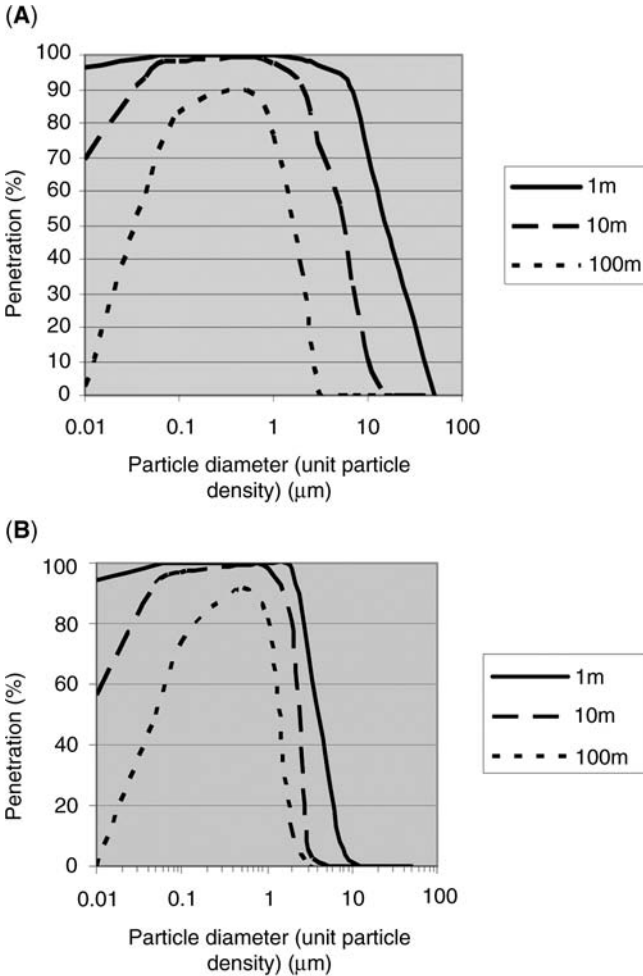 (A)
100
90
80
70
60
50
40
30
20
10
0
Penetration (%)
0.01 0.1 1 10 100
Particle diameter (unit particle
density) (μm)
1m
10m
100m
(B)
100
80
60
40
20
0
Penetration (%)
0.01 0.1 1 10 100
Particle diameter (unit particle
density) (μm)
1m
10m
100m